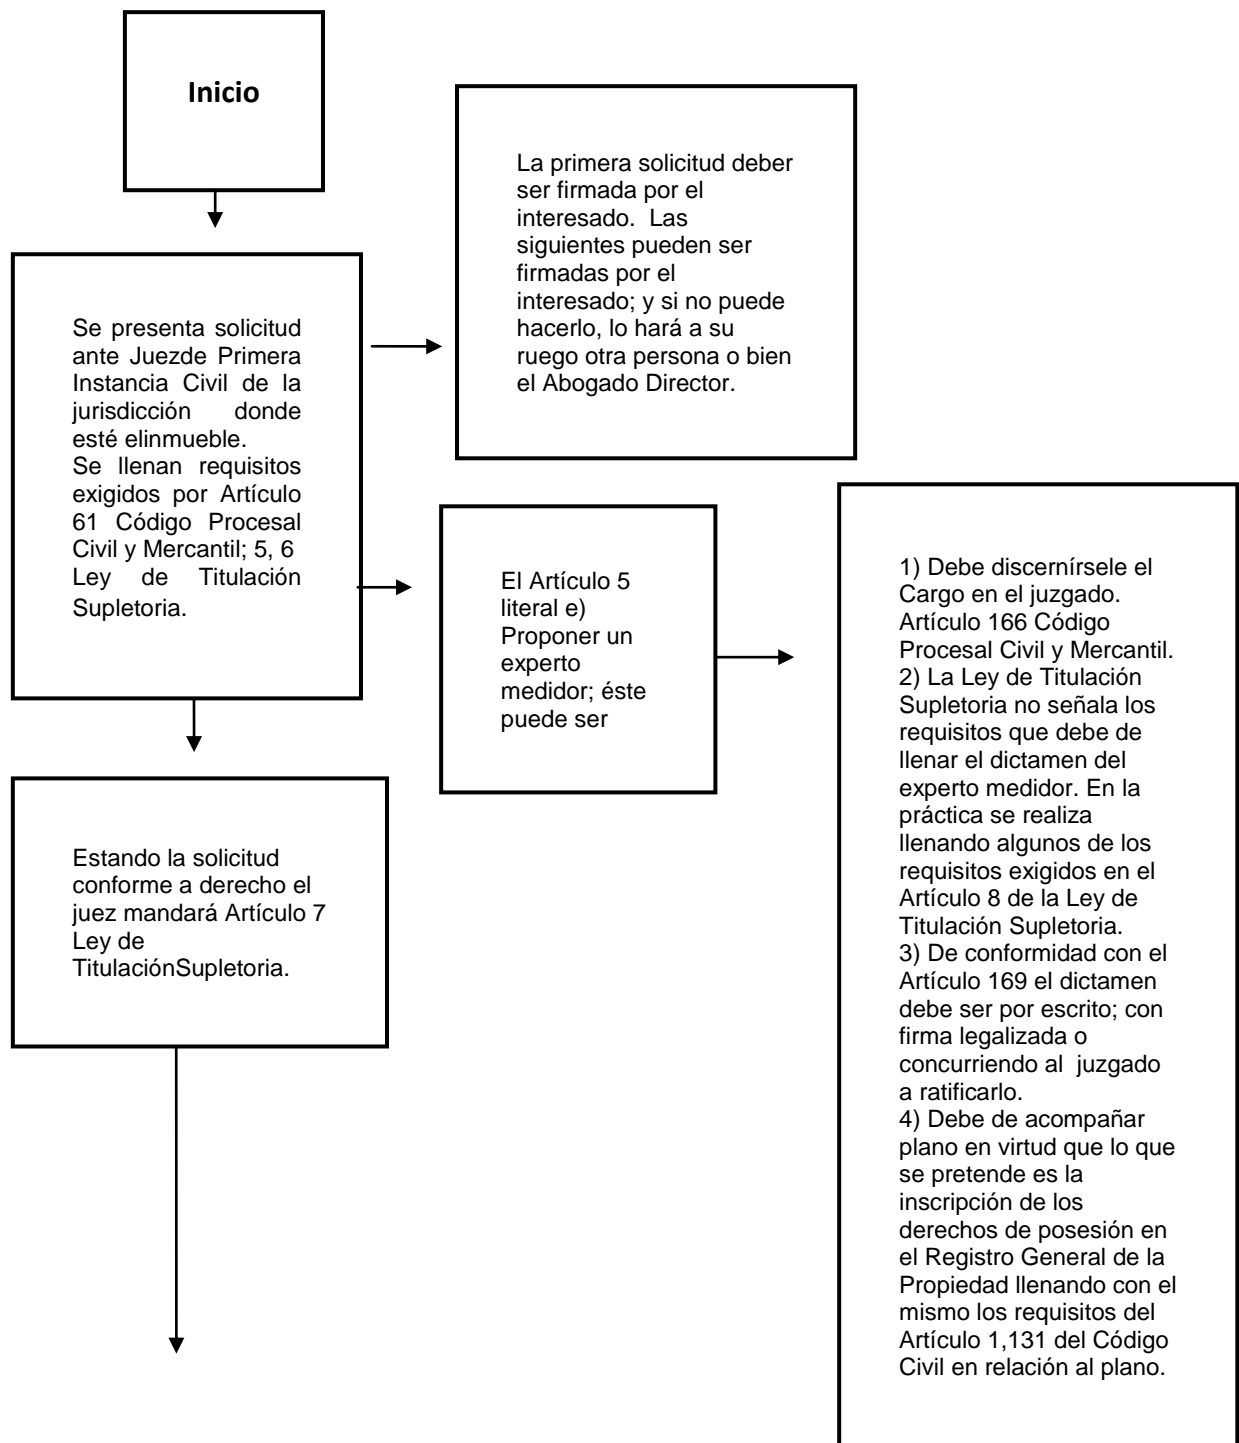 Inicio
La primera solicitud deber
ser firmada por el
interesado.  Las
siguientes pueden ser
firmadas por el
interesado; y si no puede
hacerlo, lo hará a su
ruego otra persona o bien
el Abogado Director.
Se presenta solicitud
ante Juezde Primera
Instancia Civil de la
jurisdicción donde
esté elinmueble.
Se llenan requisitos
exigidos por Artículo
61 Código Procesal
Civil y Mercantil; 5, 6
Ley de Titulación
Supletoria.
El Artículo 5
literal e)
Proponer un
experto
medidor; éste
puede ser
1) Debe discernírsele el
Cargo en el juzgado.
Artículo 166 Código
Procesal Civil y Mercantil.
2) La Ley de Titulación
Supletoria no señala los
requisitos que debe de
llenar el dictamen del
experto medidor. En la
práctica se realiza
llenando algunos de los
requisitos exigidos en el
Artículo 8 de la Ley de
Titulación Supletoria.
3) De conformidad con el
Artículo 169 el dictamen
debe ser por escrito; con
firma legalizada o
concurriendo al  juzgado
a ratificarlo.
4) Debe de acompañar
plano en virtud que lo que
se pretende es la
inscripción de los
derechos de posesión en
el Registro General de la
Propiedad llenando con el
mismo los requisitos del
Artículo 1,131 del Código
Civil en relación al plano.
Estando la solicitud
conforme a derecho el
juez mandará Artículo 7
Ley de
TitulaciónSupletoria.